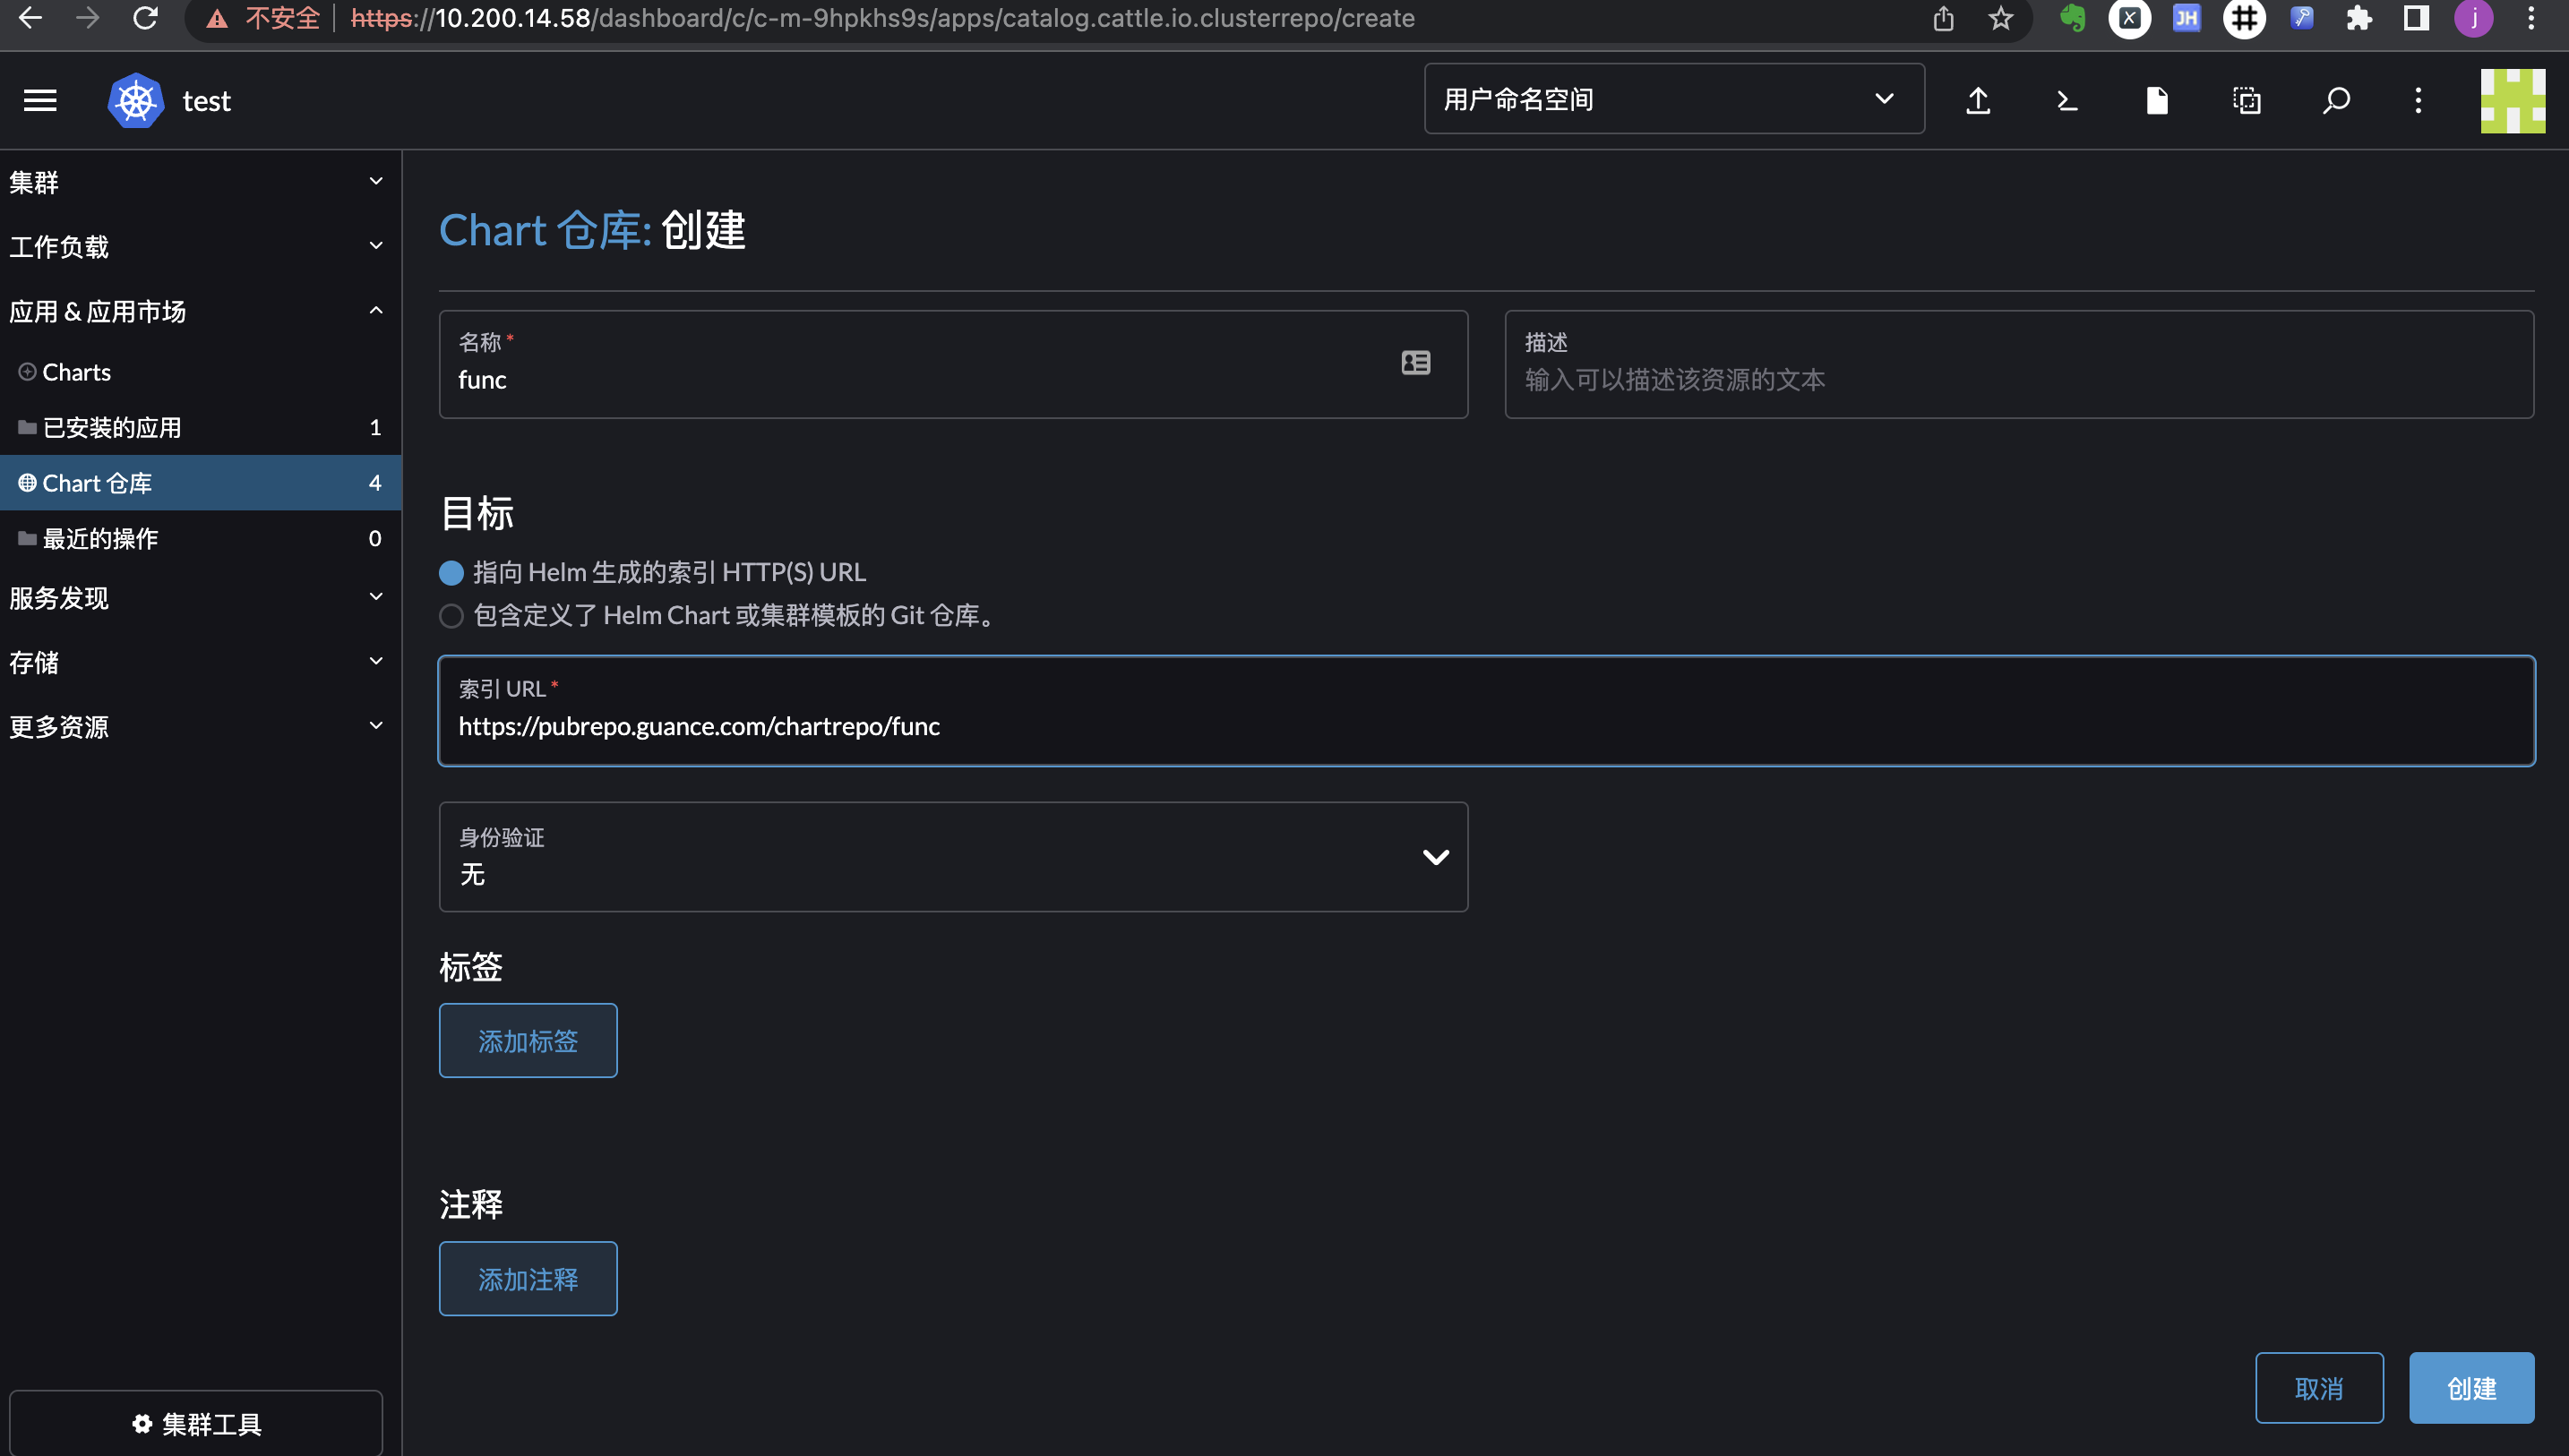 不安全 https://10.200.14.58/dashboard/c/c-m-9hpkhs9s/apps/catalog.cattle.io.clusterrepo/create
JH
j
test
用户命名空间
集群
工作负载
应用 & 应用市场
Charts
已安装的应用 1
Chart 仓库 4
最近的操作 0
服务发现
存储
更多资源
集群工具
Chart 仓库: 创建
名称 *
func
描述
输入可以描述该资源的文本
目标
指向 Helm 生成的索引 HTTP(S) URL
包含定义了 Helm Chart 或集群模板的 Git 仓库。
索引 URL *
https://pubrepo.guance.com/chartrepo/func
身份验证
无
标签
添加标签
注释
添加注释
取消
创建